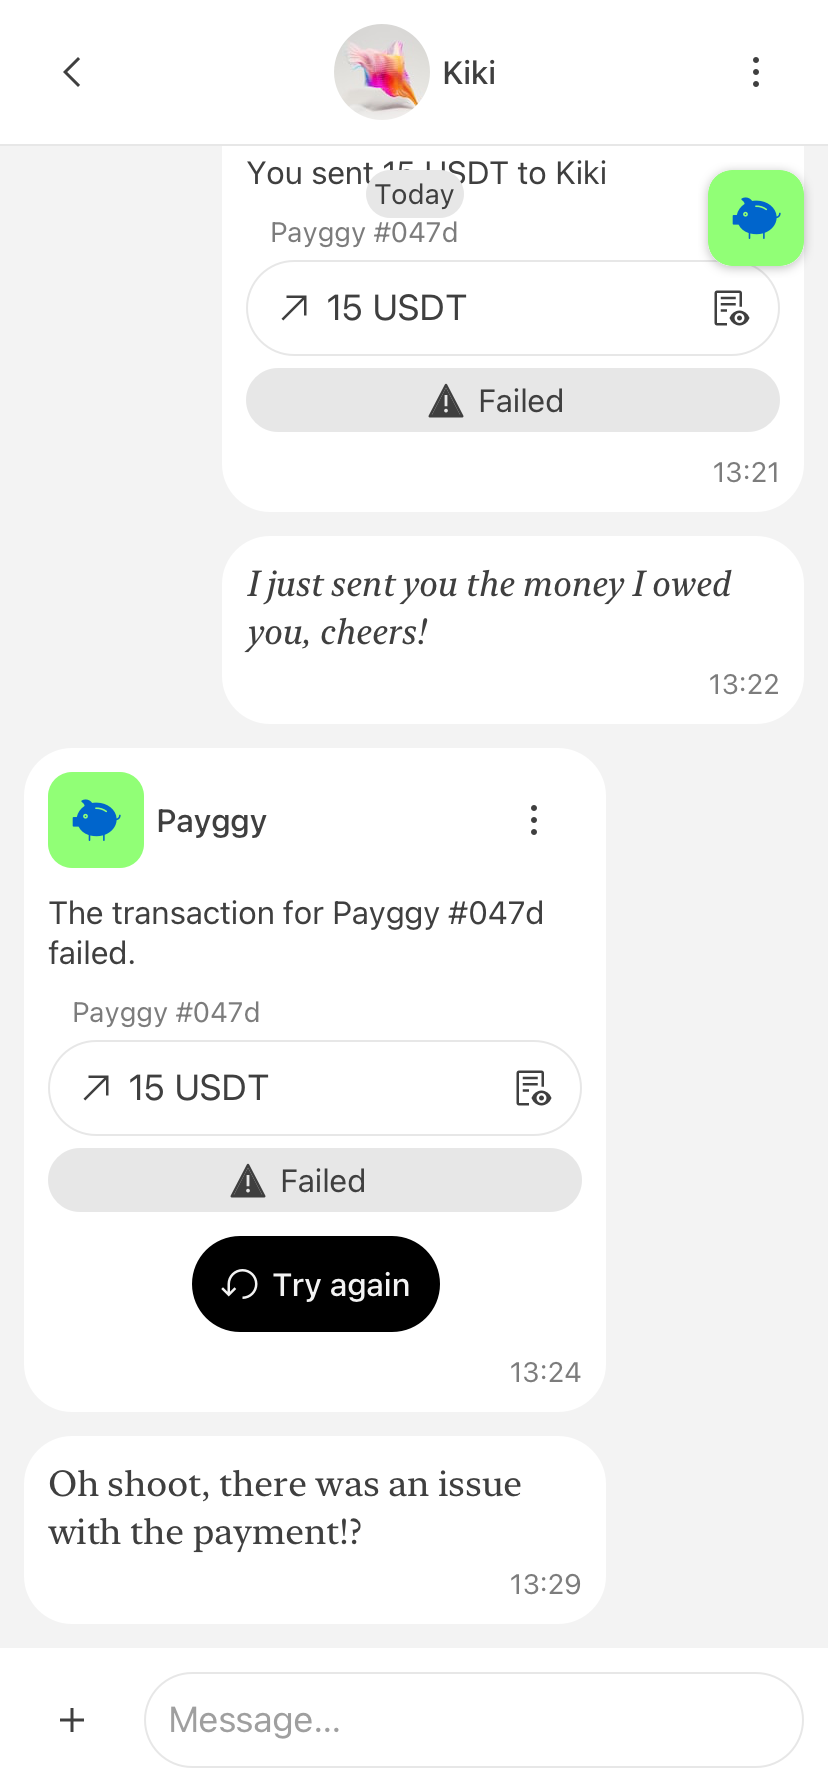 Kiki
You sent 15 USDT to Kiki
Today
Payggy #047d
15 USDT
Failed
13:21
I just sent you the money I owed
you, cheers!
13:22
Payggy
The transaction for Payggy #047d
failed.
Payggy #047d
15 USDT
Failed
Try again
13:24
Oh shoot, there was an issue
with the payment!?
13:29
Message...